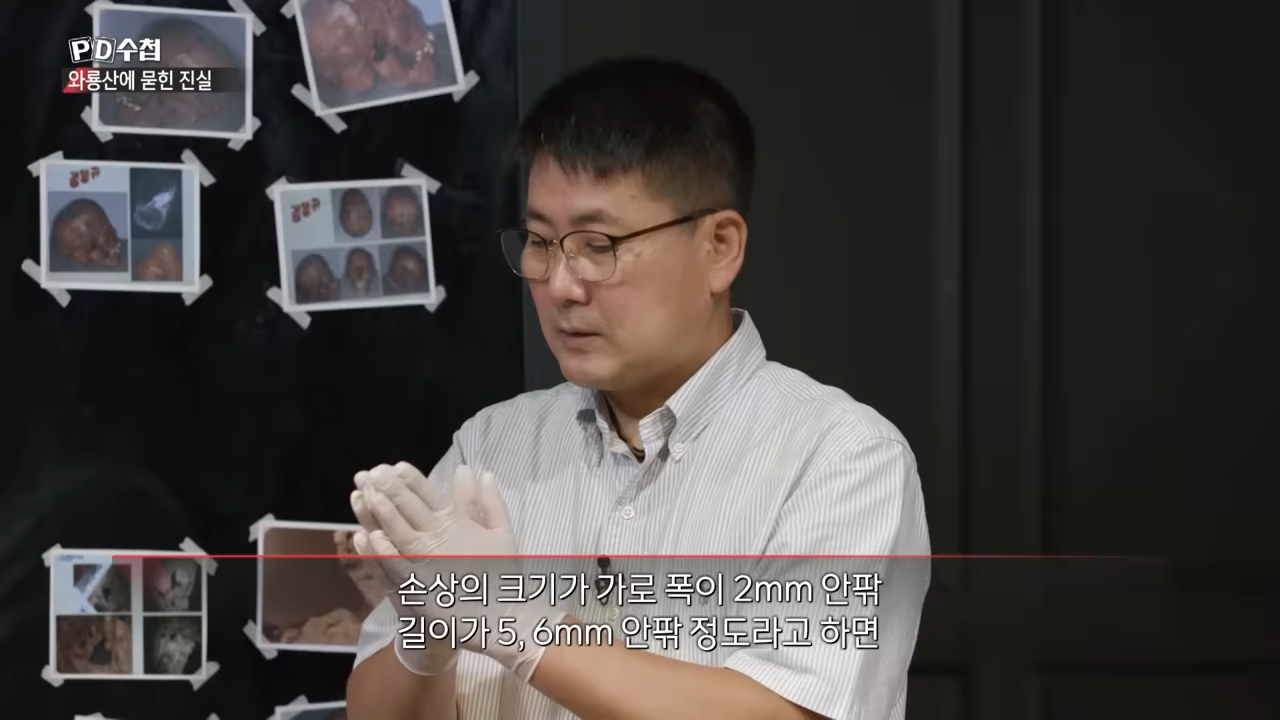 PD수첩
와룡산에 묻힌 진실
손상의 크기가 가로 폭이 2mm 안팎
길이가 5, 6mm 안팎 정도라고 하면